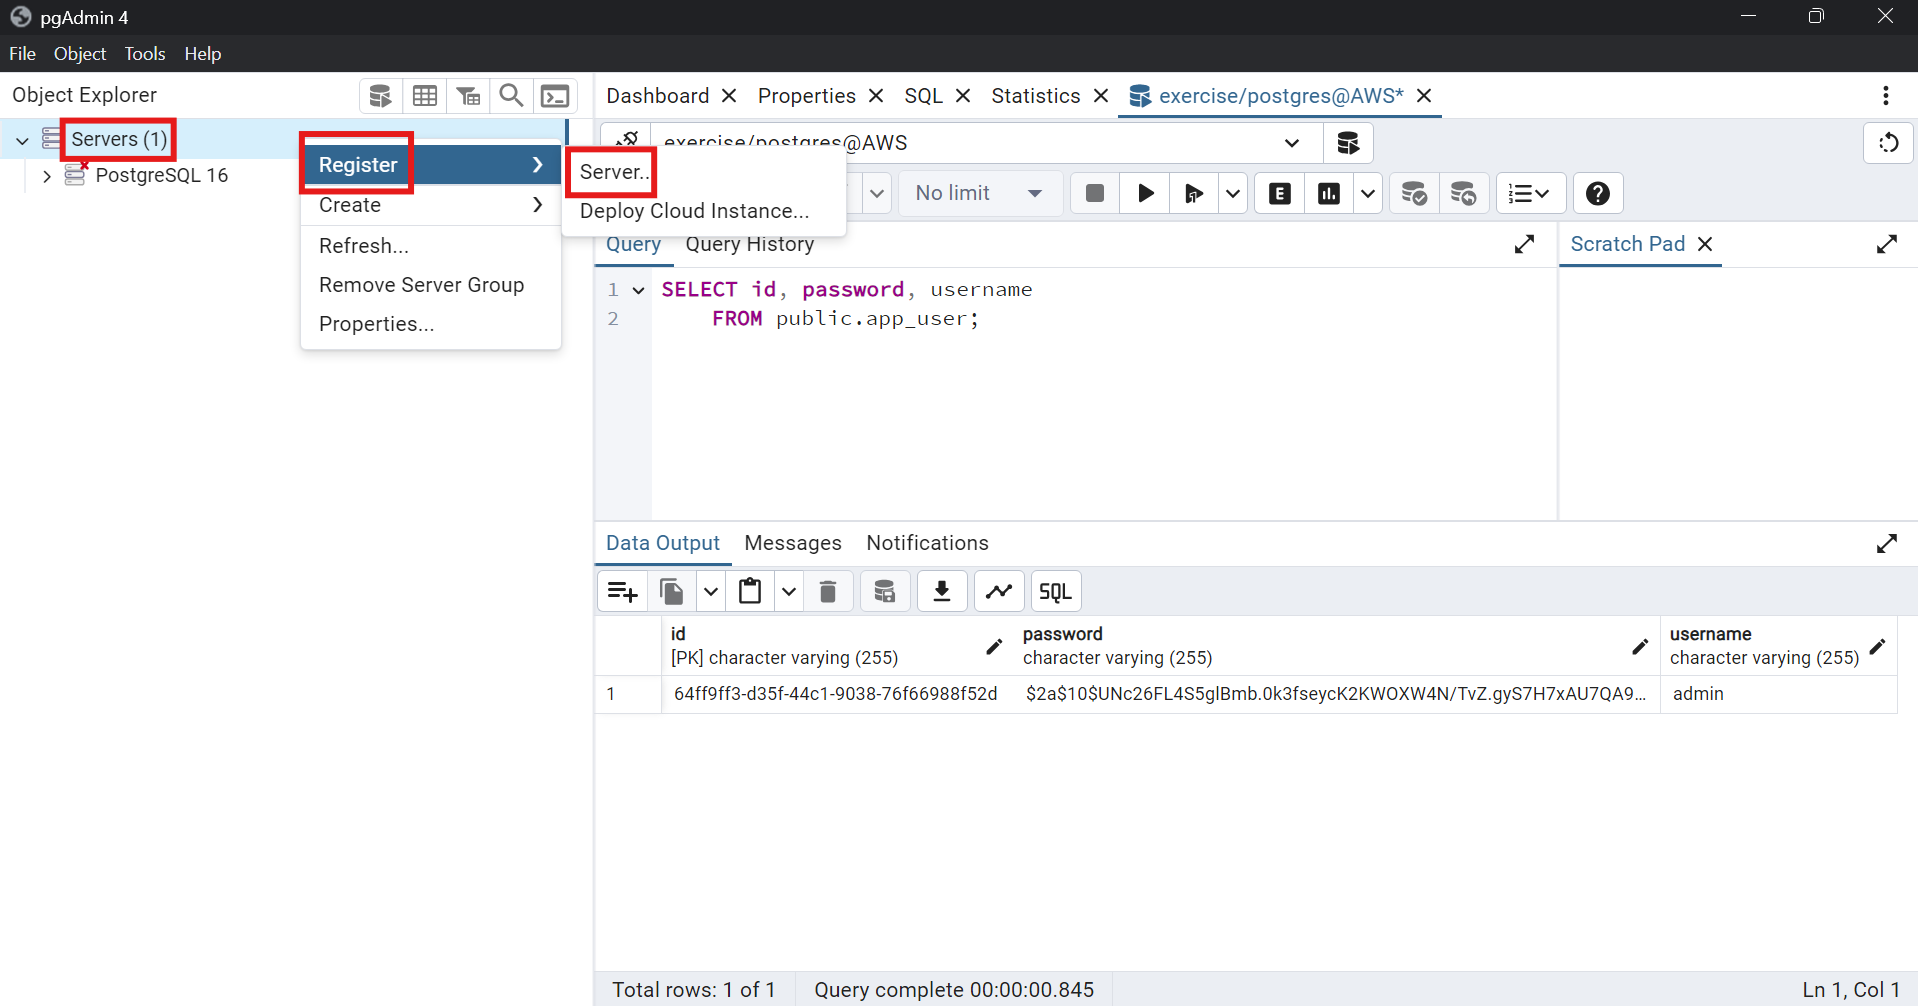 pgAdmin 4
File Object Tools Help
Object Explorer
Servers (1)
PostgreSQL 16
Register
Create
Refresh...
Remove Server Group
Properties...
Server..
Deploy Cloud Instance...
Dashboard Properties SQL Statistics exercise/postgres@AWS*
exercise/postgres@AWS
No limit
E
Query Query History
Scratch Pad
1 SELECT id, password, username
2 FROM public.app_user;
Data Output Messages Notifications
SQL
id password username
[PK] character varying (255) character varying (255) character varying (255)
1 64ff9ff3-d35f-44c1-9038-76f66988f52d $2a$10$UNc26FL4S5glBmb.0k3fseycK2KWOXW4N/TvZ.gyS7H7xAU7QA9... admin
Total rows: 1 of 1 Query complete 00:00:00.845 Ln 1, Col 1